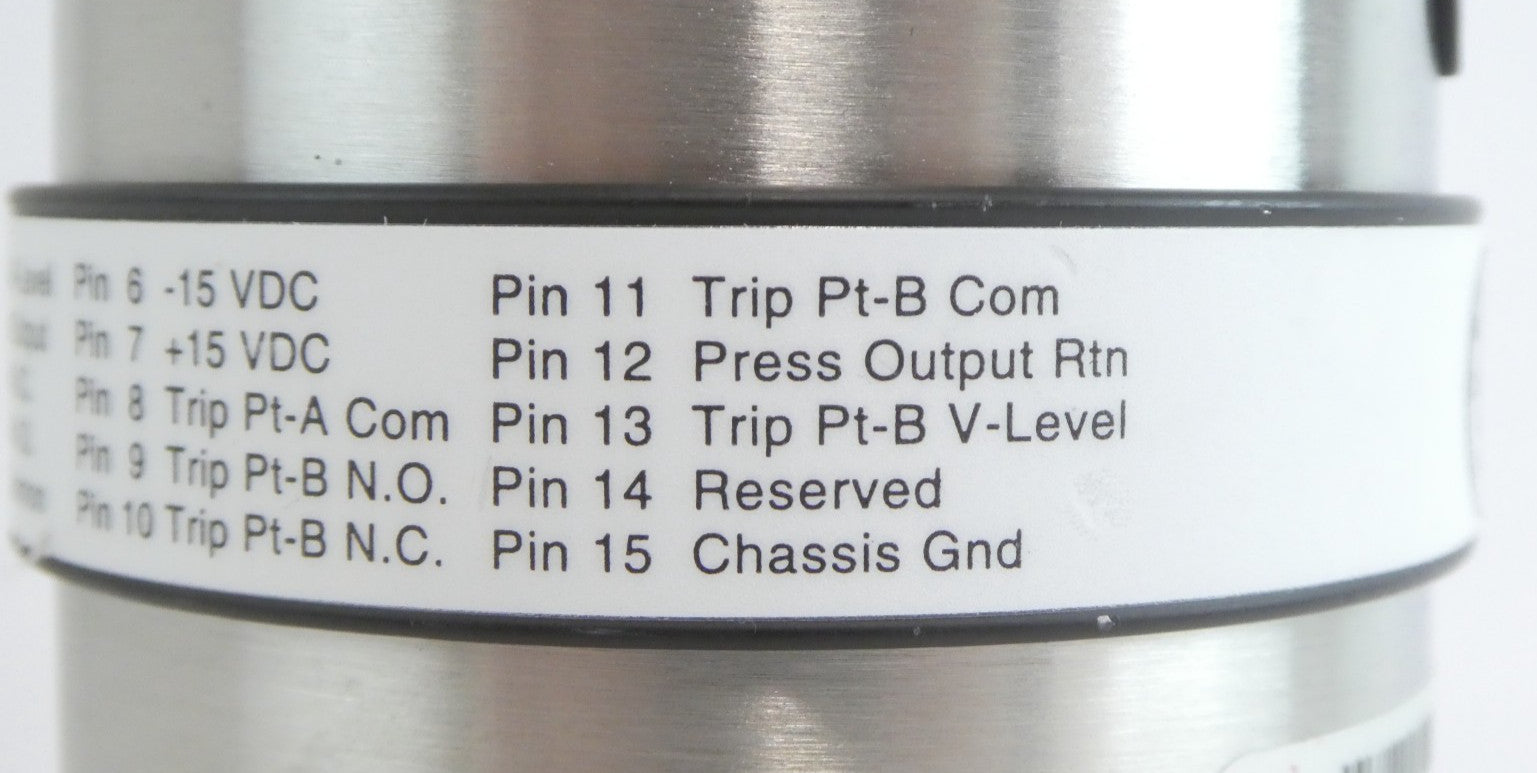 Level Pin 6 -15 VDC Pin 11 Trip Pt-B Com
Pin 7 +15 VDC Pin 12 Press Output Rtn
Pin 8 Trip Pt-A Com Pin 13 Trip Pt-B V-Level
Pin 9 Trip Pt-B N.O. Pin 14 Reserved
Pin 10 Trip Pt-B N.C. Pin 15 Chassis Gnd